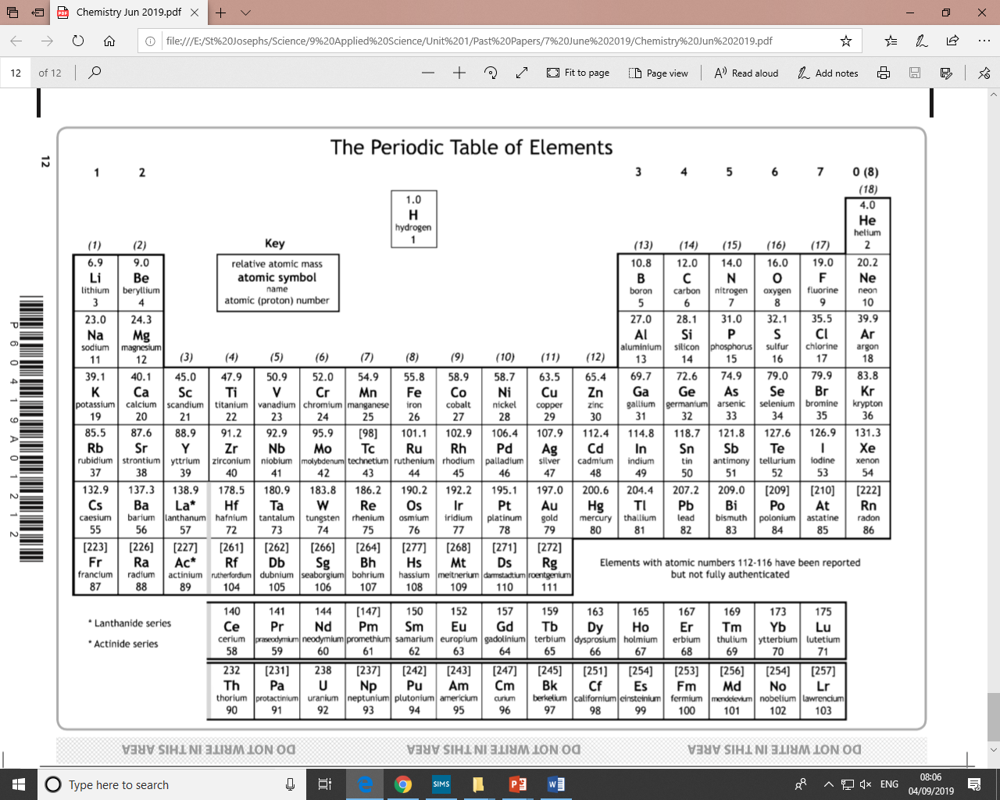 Chemistry Jun 2019.pdf
file:///E:/St%20Josephs/Science/9%20Applied%20Science/Unit%201/Past%20Papers/7%20June%202019/Chemistry%20Jun%202019.pdf
12 of 12
Fit to page
Page view
Read aloud
Add notes
12
P60419A01212
The Periodic Table of Elements
1 2 3 4 5 6 7 0 (8)
(18)
1.0 4.0
H He
hydrogen helium
1 2
(1) (2) Key (13) (14) (15) (16) (17)
relative atomic mass
atomic symbol
name
atomic (proton) number
6.9 9.0 10.8 12.0 14.0 16.0 19.0 20.2
Li Be B C N O F Ne
lithium beryllium boron carbon nitrogen oxygen fluorine neon
3 4 5 6 7 8 9 10
23.0 24.3 27.0 28.1 31.0 32.1 35.5 39.9
Na Mg Al Si P S Cl Ar
sodium magnesium aluminium silicon phosphorus sulfur chlorine argon
11 12 13 14 15 16 17 18
(3) (4) (5) (6) (7) (8) (9) (10) (11) (12)
39.1 40.1 45.0 47.9 50.9 52.0 54.9 55.8 58.9 58.7 63.5 65.4 69.7 72.6 74.9 79.0 79.9 83.8
K Ca Sc Ti V Cr Mn Fe Co Ni Cu Zn Ga Ge As Se Br Kr
potassium calcium scandium titanium vanadium chromium manganese iron cobalt nickel copper zinc gallium germanium arsenic selenium bromine krypton
19 20 21 22 23 24 25 26 27 28 29 30 31 32 33 34 35 36
85.5 87.6 88.9 91.2 92.9 95.9 [98] 101.1 102.9 106.4 107.9 112.4 114.8 118.7 121.8 127.6 126.9 131.3
Rb Sr Y Zr Nb Mo Tc Ru Rh Pd Ag Cd In Sn Sb Te I Xe
rubidium strontium yttrium zirconium niobium molybdenum technetium ruthenium rhodium palladium silver cadmium indium tin antimony tellurium iodine xenon
37 38 39 40 41 42 43 44 45 46 47 48 49 50 51 52 53 54
132.9 137.3 138.9 178.5 180.9 183.8 186.2 190.2 192.2 195.1 197.0 200.6 204.4 207.2 209.0 [209] [210] [222]
Cs Ba La* Hf Ta W Re Os Ir Pt Au Hg Tl Pb Bi Po At Rn
caesium barium lanthanum hafnium tantalum tungsten rhenium osmium iridium platinum gold mercury thallium lead bismuth polonium astatine radon
55 56 57 72 73 74 75 76 77 78 79 80 81 82 83 84 85 86
[223] [226] [227] [261] [262] [266] [264] [277] [268] [271] [272]
Fr Ra Ac* Rf Db Sg Bh Hs Mt Ds Rg
francium radium actinium rutherfordium dubnium seaborgium bohrium hassium meitnerium darmstadtium roentgenium
87 88 89 104 105 106 107 108 109 110 111
Elements with atomic numbers 112-116 have been reported
but not fully authenticated
* Lanthanide series
* Actinide series
140 141 144 [147] 150 152 157 159 163 165 167 169 173 175
Ce Pr Nd Pm Sm Eu Gd Tb Dy Ho Er Tm Yb Lu
cerium praseodymium neodymium promethium samarium europium gadolinium terbium dysprosium holmium erbium thulium ytterbium lutetium
58 59 60 61 62 63 64 65 66 67 68 69 70 71
232 [231] 238 [237] [242] [243] [247] [245] [251] [254] [253] [256] [254] [257]
Th Pa U Np Pu Am Cm Bk Cf Es Fm Md No Lr
thorium protactinium uranium neptunium plutonium americium curium berkelium californium einsteinium fermium mendelevium nobelium lawrencium
90 91 92 93 94 95 96 97 98 99 100 101 102 103
DO NOT WRITE IN THIS AREA DO NOT WRITE IN THIS AREA DO NOT WRITE IN THIS AREA
Type here to search
SIMS
ENG
08:06
04/09/2019